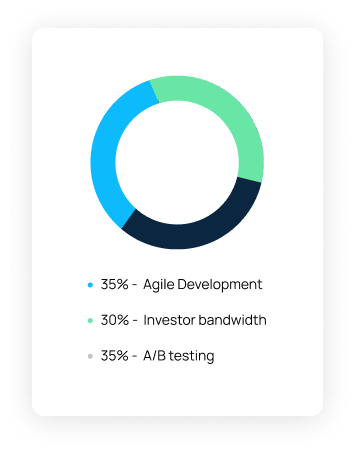 35% - Agile Development
30% - Investor bandwidth
35% - A/B testing